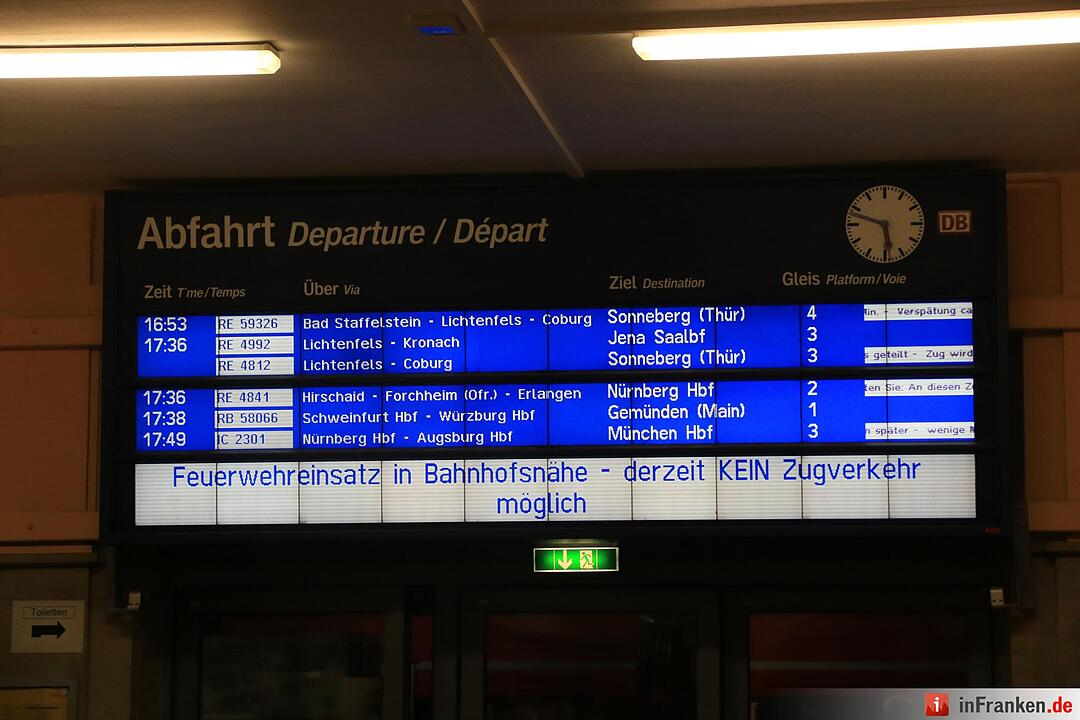 Abfahrt Departure / Départ
DB
Zeit Time/Temps Über Via Ziel Destination Gleis Platform/Voie
16:53 RE 59326 Bad Staffelstein - Lichtenfels - Coburg Sonneberg (Thür) 4 Min. - Verspätung ca
17:36 RE 4992 Lichtenfels - Kronach Jena Saalbf 3
RE 4812 Lichtenfels - Coburg Sonneberg (Thür) 3 geteilt - Zug wird
17:36 RE 4841 Hirschaid - Forchheim (Ofr.) - Erlangen Nürnberg Hbf 2 Sie: An diesen
17:38 RB 58066 Schweinfurt Hbf - Würzburg Hbf Gemünden (Main) 1
17:49 IC 2301 Nürnberg Hbf - Augsburg Hbf München Hbf 3 später - wenige
Feuerwehreinsatz in Bahnhofsnähe - derzeit KEIN Zugverkehr
möglich
Toiletten
inFranken.de